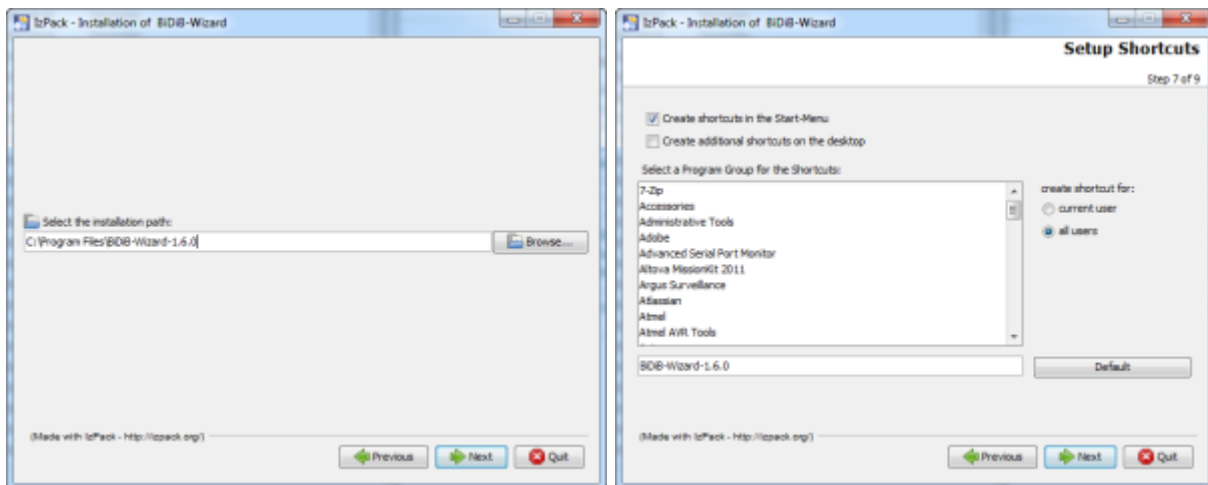 IzPack - Installation of BiDiB-Wizard
Select the installation path:
C:\Program Files\BiDiB-Wizard-1.6.0
Browse...
(Made with IzPack - http://izpack.org/)
Previous
Next
Quit
IzPack - Installation of BiDiB-Wizard
Setup Shortcuts
Step 7 of 9
Create shortcuts in the Start-Menu
Create additional shortcuts on the desktop
Select a Program Group for the Shortcuts:
7-Zip
Accessories
Administrative Tools
Adobe
Advanced Serial Port Monitor
Altova MissionKit 2011
Argus Surveillance
Atlassian
Atmel
Atmel AVR Tools
create shortcut for:
current user
all users
BiDiB-Wizard-1.6.0
Default
(Made with IzPack - http://izpack.org/)
Previous
Next
Quit